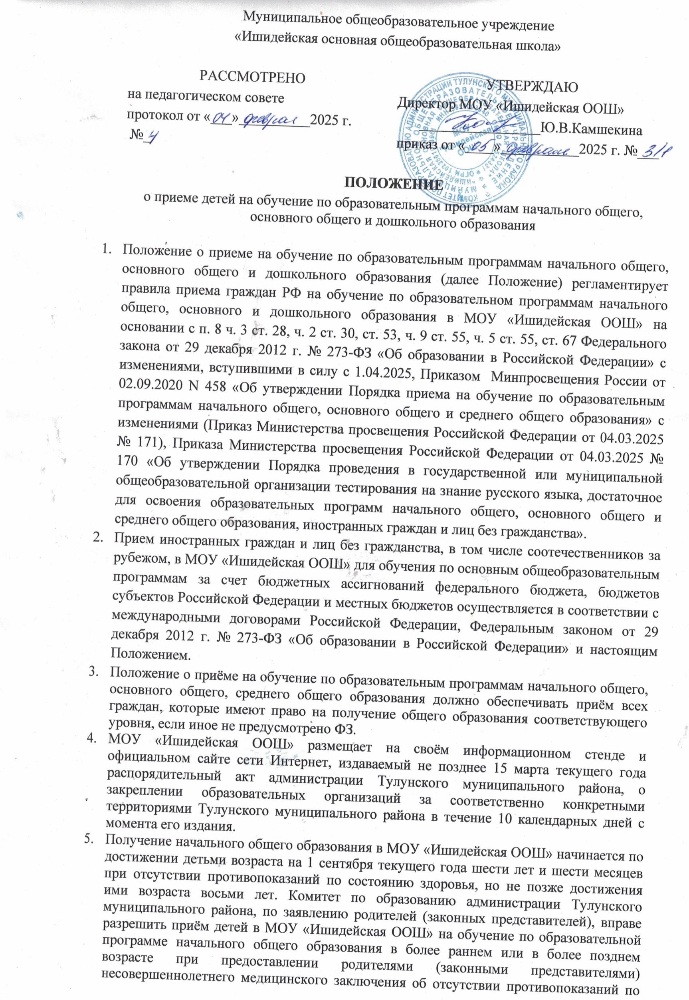 Муниципальное общеобразовательное учреждение
«Ишидейская основная общеобразовательная школа»
РАССМОТРЕНО
на педагогическом совете
протокол от «04» феврал 2025 г.
№ 4
УТВЕРЖДАЮ
Директор МОУ «Ишидейская ООШ»
Ю.В.Камшекина
приказ от «05» феврале 2025 г. № 3/1
МОУ
"Ишидейская
ООШ"
ПОЛОЖЕНИЕ
о приеме детей на обучение по образовательным программам начального общего,
основного общего и дошкольного образования
1. Положение о приеме на обучение по образовательным программам начального общего,
основного общего и дошкольного образования (далее Положение) регламентирует
правила приема граждан РФ на обучение по образовательном программам начального
общего, основного и дошкольного образования в МОУ «Ишидейская ООШ» на
основании с п. 8 ч. 3 ст. 28, ч. 2 ст. 30, ст. 53, ч. 9 ст. 55, ч. 5 ст. 55, ст. 67 Федерального
закона от 29 декабря 2012 г. № 273-ФЗ «Об образовании в Российской Федерации» с
изменениями, вступившими в силу с 1.04.2025, Приказом Минпросвещения России от
02.09.2020 N 458 «Об утверждении Порядка приема на обучение по образовательным
программам начального общего, основного общего и среднего общего образования» с
изменениями (Приказ Министерства просвещения Российской Федерации от 04.03.2025
№ 171), Приказа Министерства просвещения Российской Федерации от 04.03.2025 №
170 «Об утверждении Порядка проведения в государственной или муниципальной
общеобразовательной организации тестирования на знание русского языка, достаточное
для освоения образовательных программ начального общего, основного общего и
среднего общего образования, иностранных граждан и лиц без гражданства».
2. Прием иностранных граждан и лиц без гражданства, в том числе соотечественников за
рубежом, в МОУ «Ишидейская ООШ» для обучения по основным общеобразовательным
программам за счет бюджетных ассигнований федерального бюджета, бюджетов
субъектов Российской Федерации и местных бюджетов осуществляется в соответствии с
международными договорами Российской Федерации, Федеральным законом от 29
декабря 2012 г. № 273-ФЗ «Об образовании в Российской Федерации» и настоящим
Положением.
3. Положение о приёме на обучение по образовательным программам начального общего,
основного общего, среднего общего образования должно обеспечивать приём всех
граждан, которые имеют право на получение общего образования соответствующего
уровня, если иное не предусмотрено ФЗ.
4. МОУ «Ишидейская ООШ» размещает на своём информационном стенде и
официальном сайте сети Интернет, издаваемый не позднее 15 марта текущего года
распорядительный акт администрации Тулунского муниципального района, о
закреплении образовательных организаций за соответственно конкретными
территориями Тулунского муниципального района в течение 10 календарных дней с
момента его издания.
5. Получение начального общего образования в МОУ «Ишидейская ООШ» начинается по
достижении детьми возраста на 1 сентября текущего года шести лет и шести месяцев
при отсутствии противопоказаний по состоянию здоровья, но не позже достижения
ими возраста восьми лет. Комитет по образованию администрации Тулунского
муниципального района, по заявлению родителей (законных представителей), вправе
разрешить приём детей в МОУ «Ишидейская ООШ» на обучение по образовательной
программе начального общего образования в более раннем или в более позднем
возрасте при предоставлении родителями (законными представителями)
несовершеннолетнего медицинского заключения об отсутствии противопоказаний по